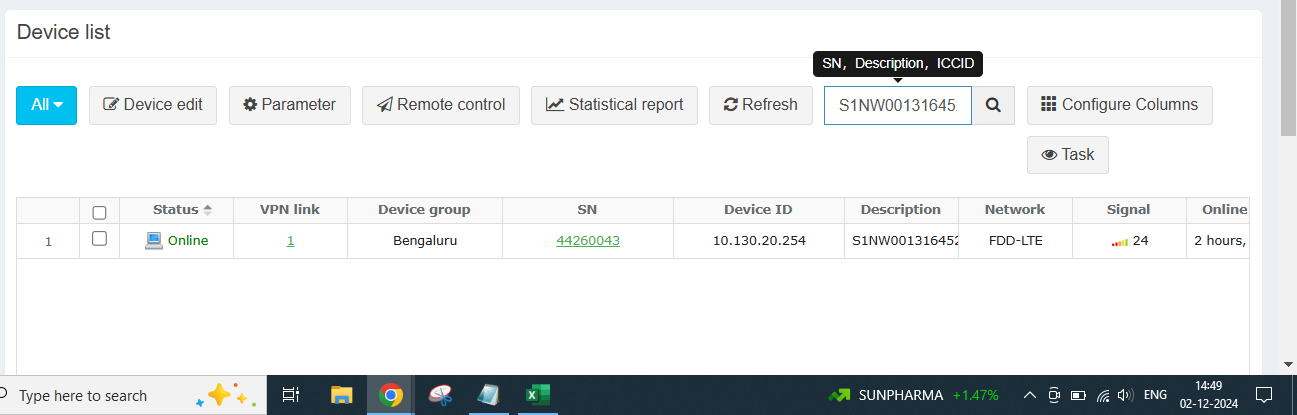 Device list
SN, Description, ICCID
All Device edit Parameter Remote control Statistical report Refresh S1NW00131645 Configure Columns
Task
Status VPN link Device group SN Device ID Description Network Signal Online
1 Online 1 Bengaluru 44260043 10.130.20.254 S1NW001316452 FDD-LTE 24 2 hours,
Type here to search SUNPHARMA +1.47% ENG 14:49
02-12-2024